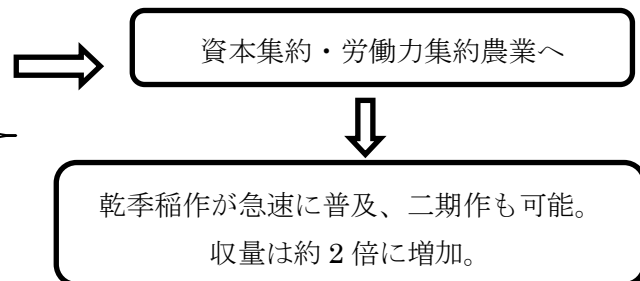 資本集約・労働力集約農業へ
乾季稲作が急速に普及、二期作も可能。
収量は約 2 倍に増加。